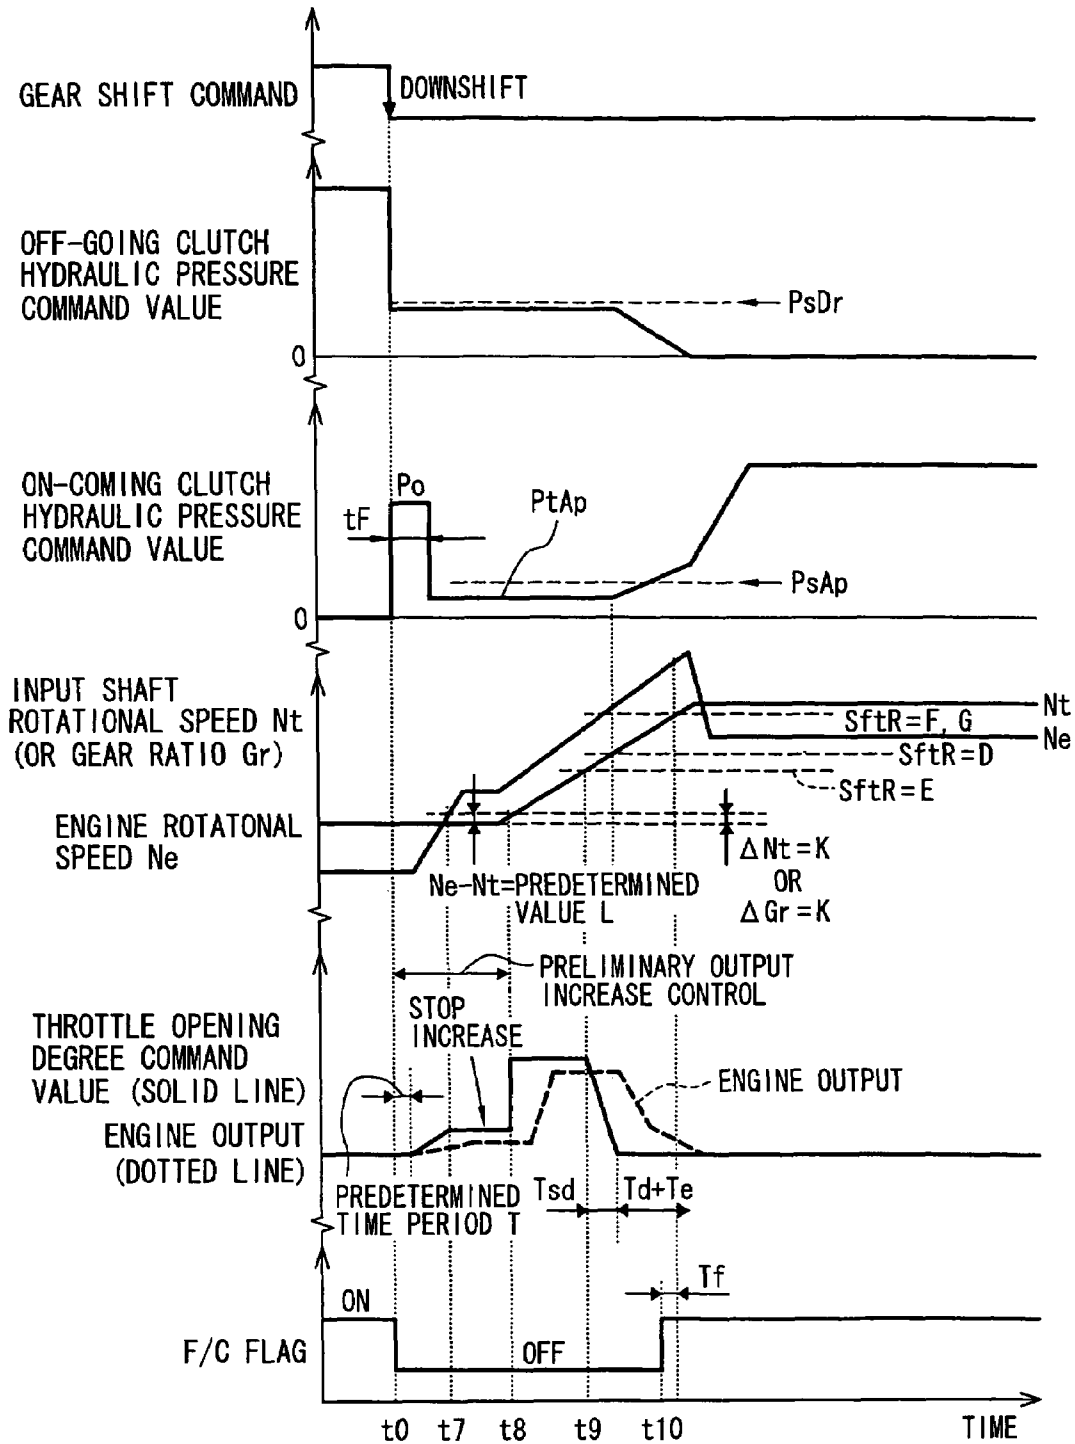 GEAR SHIFT COMMAND
DOWNSHIFT
OFF-GOING CLUTCH
HYDRAULIC PRESSURE
COMMAND VALUE
PsDr
0
ON-COMING CLUTCH
HYDRAULIC PRESSURE
COMMAND VALUE
Po
tF
PtAp
PsAp
0
INPUT SHAFT
ROTATIONAL SPEED Nt
(OR GEAR RATIO Gr)
Nt
SftR=F, G
Ne
SftR=D
SftR=E
ENGINE ROTATONAL
SPEED Ne
Ne-Nt=PREDETERMINED
VALUE L
ΔNt=K
OR
ΔGr=K
PRELIMINARY OUTPUT
INCREASE CONTROL
STOP
INCREASE
THROTTLE OPENING
DEGREE COMMAND
VALUE (SOLID LINE)
ENGINE OUTPUT
(DOTTED LINE)
ENGINE OUTPUT
PREDETERMINED
TIME PERIOD T
Tsd
Td+Te
Tf
ON
F/C FLAG
OFF
t0 t7 t8 t9 t10 TIME